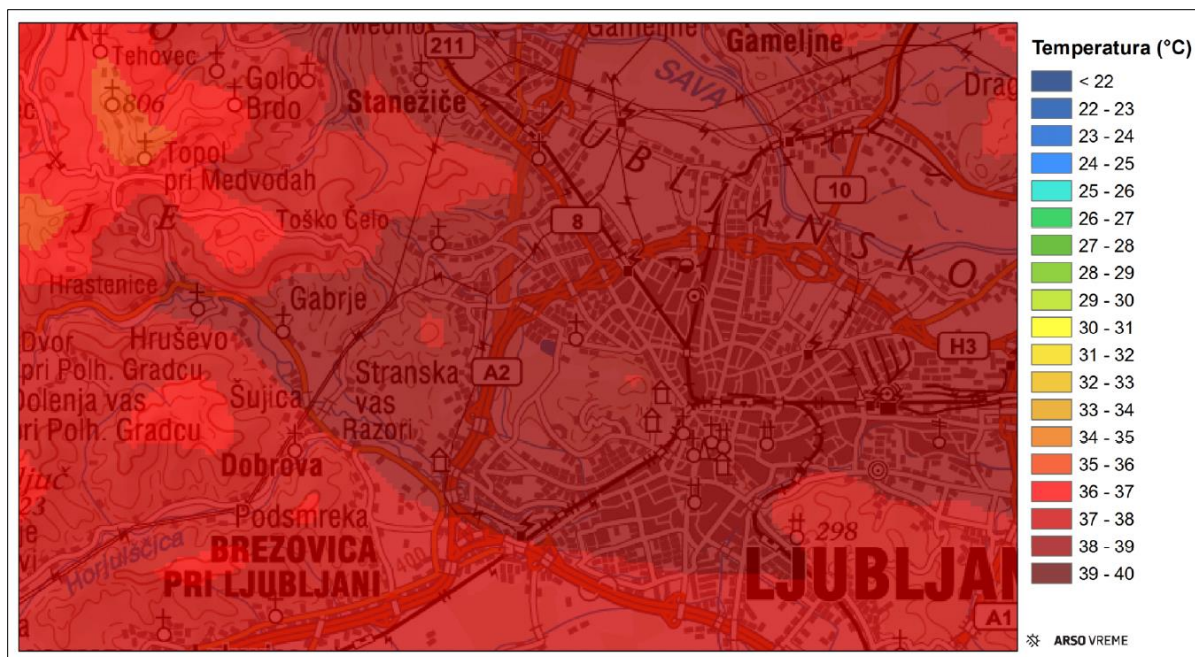 K
O
Medno
Gameljne
Tehovec
Golo
Brdo
806
Topol
pri Medvodah
J
E
Toško Čelo
211
Stanežiče
SAVA
Gameljne
Drag
L J U B L J A N S K O
8
10
Hrastenice
Gabrje
Hruševo
Dvor
pri Polh. Gradcu
Dolenja vas
pri Polh. Gradcu
Šujica
Stranska
vas
Razori
A2
H3
Ključ
23
Dobrova
Podsmreka
Horjulščica
BREZOVICA
PRI LJUBLJANI
298
LJUBLJAN
A1
Temperatura (°C)
< 22
22 - 23
23 - 24
24 - 25
25 - 26
26 - 27
27 - 28
28 - 29
29 - 30
30 - 31
31 - 32
32 - 33
33 - 34
34 - 35
35 - 36
36 - 37
37 - 38
38 - 39
39 - 40
ARSO VREME